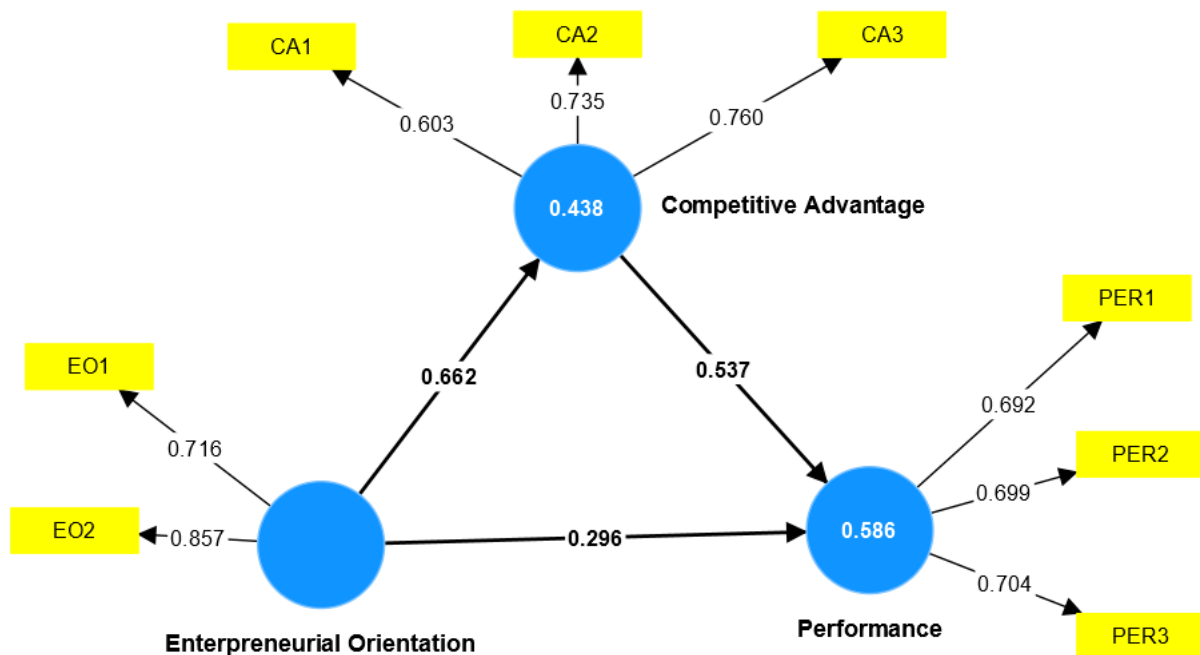 CA1
CA2
CA3
0.603
0.735
0.760
0.438
Competitive Advantage
PER1
EO1
0.662
0.537
0.692
0.716
PER2
0.699
EO2
0.857
0.296
0.586
0.704
Enterpreneurial Orientation
Performance
PER3